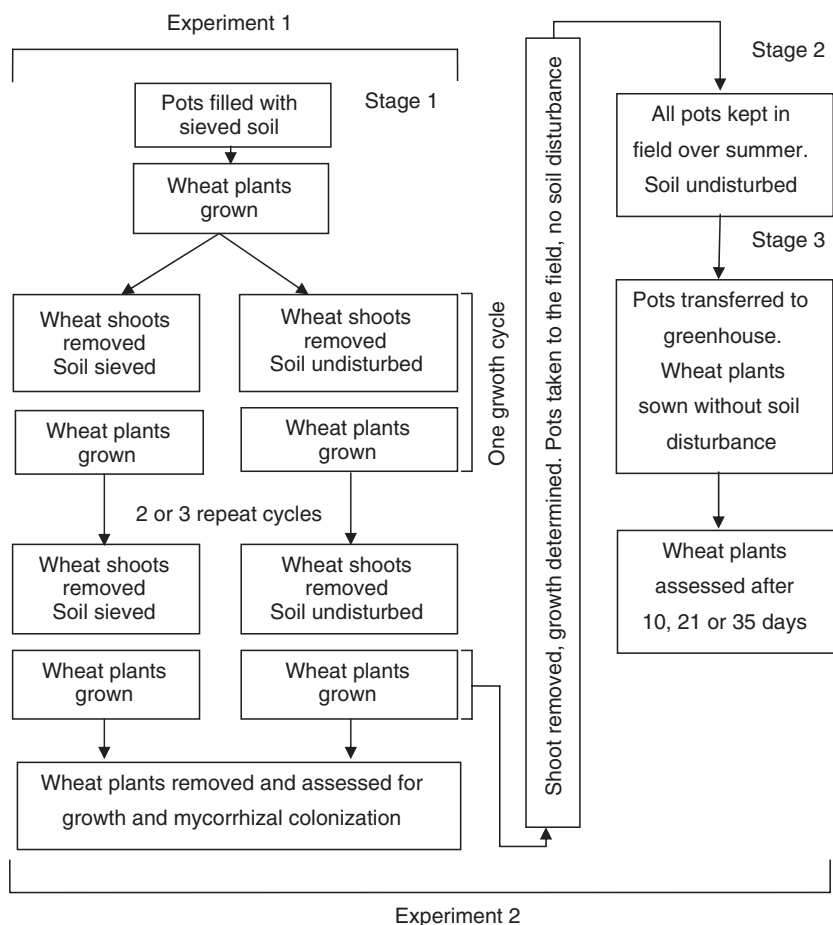 Experiment 1
Stage 1
Pots filled with
sieved soil
Wheat plants
grown
Wheat shoots
removed
Soil sieved
Wheat shoots
removed
Soil undisturbed
Wheat plants
grown
Wheat plants
grown
One grwoth cycle
2 or 3 repeat cycles
Wheat shoots
removed
Soil sieved
Wheat shoots
removed
Soil undisturbed
Wheat plants
grown
Wheat plants
grown
Wheat plants removed and assessed for
growth and mycorrhizal colonization
Shoot removed, growth determined. Pots taken to the field, no soil disturbance
Stage 2
All pots kept in
field over summer.
Soil undisturbed
Stage 3
Pots transferred to
greenhouse.
Wheat plants
sown without soil
disturbance
Wheat plants
assessed after
10, 21 or 35 days
Experiment 2